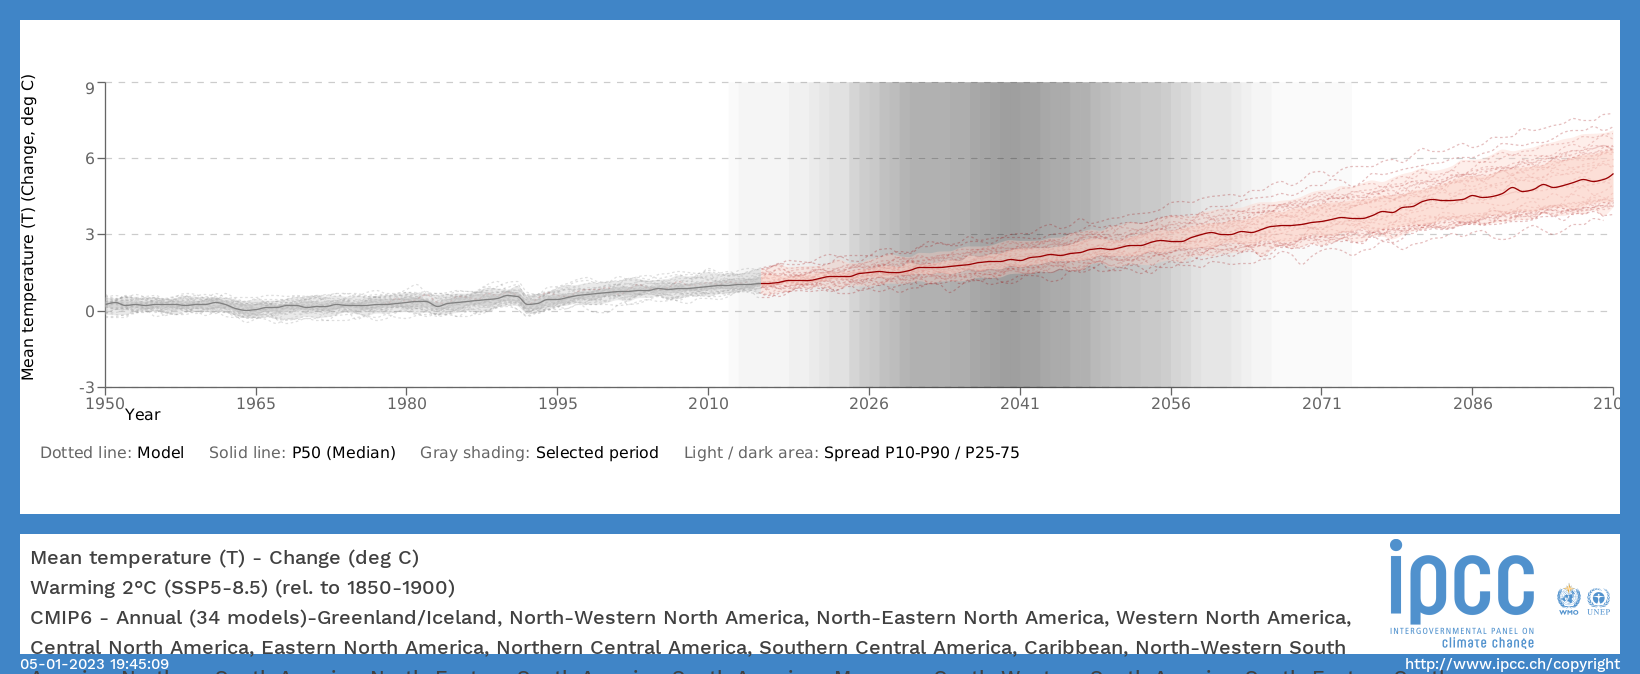 Mean temperature (T) (Change, deg C)
9
6
3
0
-3
1950 1965 1980 1995 2010 2026 2041 2056 2071 2086 210
Year
Dotted line: Model Solid line: P50 (Median) Gray shading: Selected period Light / dark area: Spread P10-P90 / P25-75
Mean temperature (T) - Change (deg C)
Warming 2°C (SSP5-8.5) (rel. to 1850-1900)
CMIP6 - Annual (34 models)-Greenland/Iceland, North-Western North America, North-Eastern North America, Western North America,
Central North America, Eastern North America, Northern Central America, Southern Central America, Caribbean, North-Western South
ipcc
INTERGOVERNMENTAL PANEL ON
climate change
WMO UNEP
05-01-2023 19:45:09
http://www.ipcc.ch/copyright